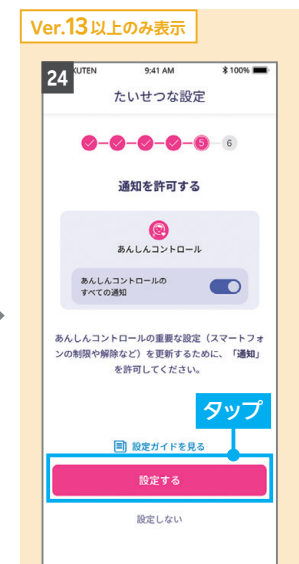 Ver.13以上のみ表示
24
UTEN
9:41 AM
100%
たいせつな設定
5
6
通知を許可する
あんしんコントロール
あんしんコントロールの
すべての通知
あんしんコントロールの重要な設定（スマートフォ
ンの制限や解除など）を更新するために、「通知」
を許可してください。
タップ
設定ガイドを見る
設定する
設定しない